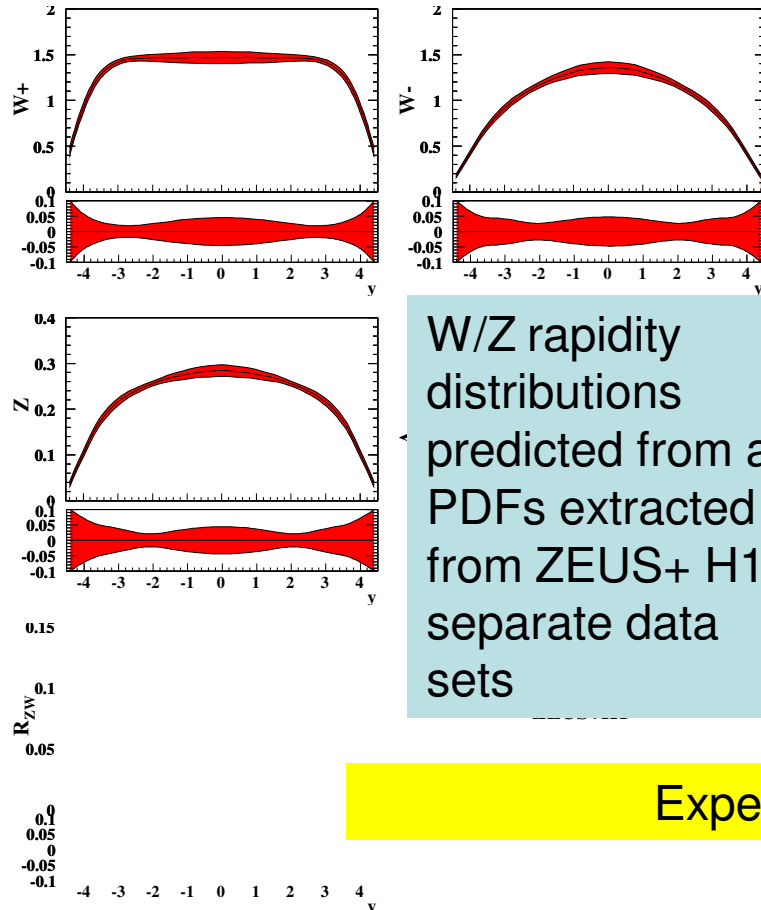 2
1.5
1
0.5
0
W+
0.1
0.05
0
-0.05
-0.1
-4 -3 -2 -1 0 1 2 3 4
y
2
1.5
1
0.5
0
W-
0.1
0.05
0
-0.05
-0.1
-4 -3 -2 -1 0 1 2 3 4
y
0.4
0.3
0.2
0.1
0
Z
0.1
0.05
0
-0.05
-0.1
-4 -3 -2 -1 0 1 2 3 4
y
W/Z rapidity
distributions
predicted from a
PDFs extracted
from ZEUS+ H1
separate data
sets
0.15
0.1
0.05
0
RZW
0.1
0.05
0
-0.05
-0.1
-4 -3 -2 -1 0 1 2 3 4
y
Expe